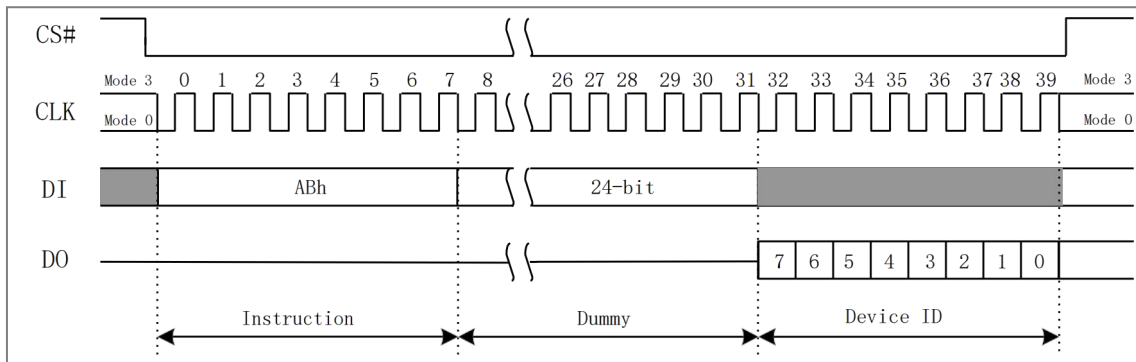 CS#
Mode 3 0 1 2 3 4 5 6 7 8 26 27 28 29 30 31 32 33 34 35 36 37 38 39 Mode 3
CLK
Mode 0 Mode 0
DI ABh 24-bit
DO 7 6 5 4 3 2 1 0
Instruction Dummy Device ID